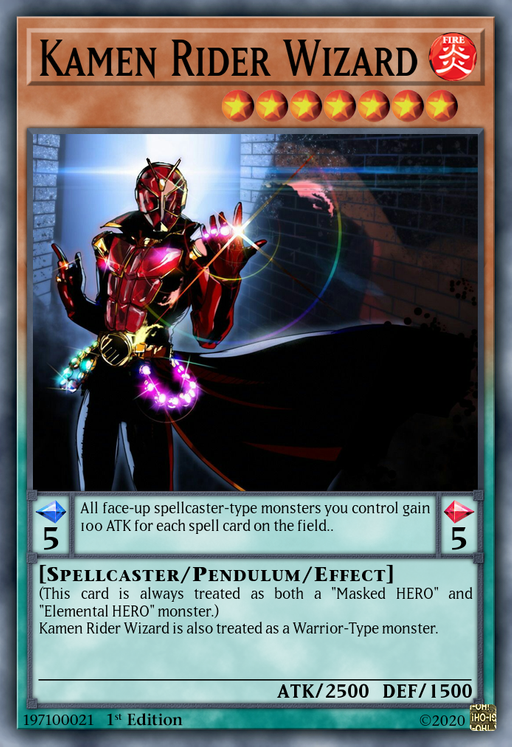 KAMEN RIDER WIZARD
FIRE
炎
All face-up spellcaster-type monsters you control gain
100 ATK for each spell card on the field..
5
5
[SPELLCASTER/PENDULUM/EFFECT]
(This card is always treated as both a "Masked HERO" and
"Elemental HERO" monster.)
Kamen Rider Wizard is also treated as a Warrior-Type monster.
ATK/2500 DEF/1500
197100021 1st Edition
©2020